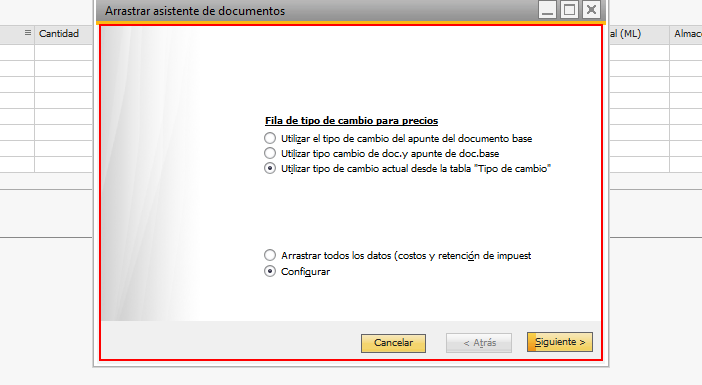 Arrastrar asistente de documentos
Cantidad
al (ML)
Almac
Fila de tipo de cambio para precios
Utilizar el tipo de cambio del apunte del documento base
Utilizar tipo cambio de doc.y apunte de doc.base
Utilizar tipo de cambio actual desde la tabla "Tipo de cambio"
Arrastrar todos los datos (costos y retención de impuest
Configurar
Cancelar
< Atrás
Siguiente >